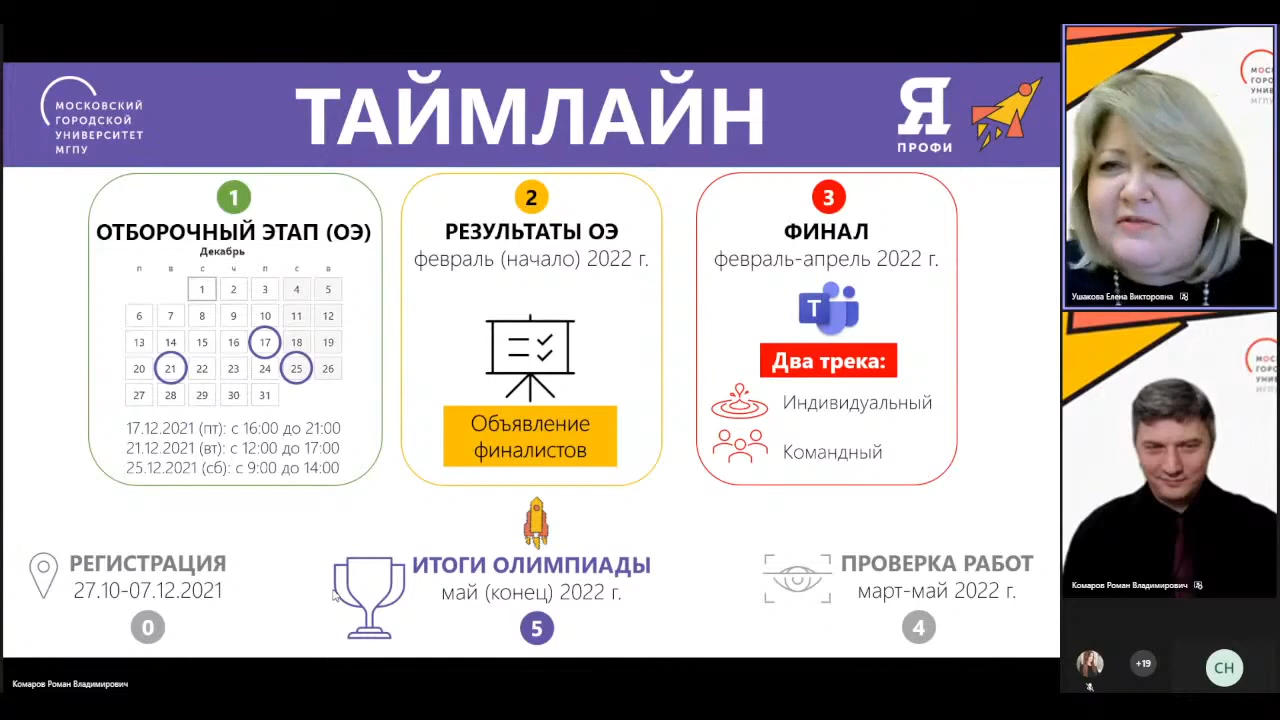 МОСКОВСКИЙ
ГОРОДСКОЙ
УНИВЕРСИТЕТ
МГПУ
ТАЙМЛАЙН
Я
ПРОФИ
1
ОТБОРОЧНЫЙ ЭТАП (ОЭ)
Декабрь
п в с ч п с в
1 2 3 4 5
6 7 8 9 10 11 12
13 14 15 16 17 18 19
20 21 22 23 24 25 26
27 28 29 30 31
17.12.2021 (пт): с 16:00 до 21:00
21.12.2021 (вт): с 12:00 до 17:00
25.12.2021 (сб): с 9:00 до 14:00
2
РЕЗУЛЬТАТЫ ОЭ
февраль (начало) 2022 г.
Объявление
финалистов
3
ФИНАЛ
февраль-апрель 2022 г.
T
Два трека:
Индивидуальный
Командный
РЕГИСТРАЦИЯ
27.10-07.12.2021
0
ИТОГИ ОЛИМПИАДЫ
май (конец) 2022 г.
5
ПРОВЕРКА РАБОТ
март-май 2022 г.
4
Комаров Роман Владимирович
Ушакова Елена Викторовна
Комаров Роман Владимирович
+19
СН